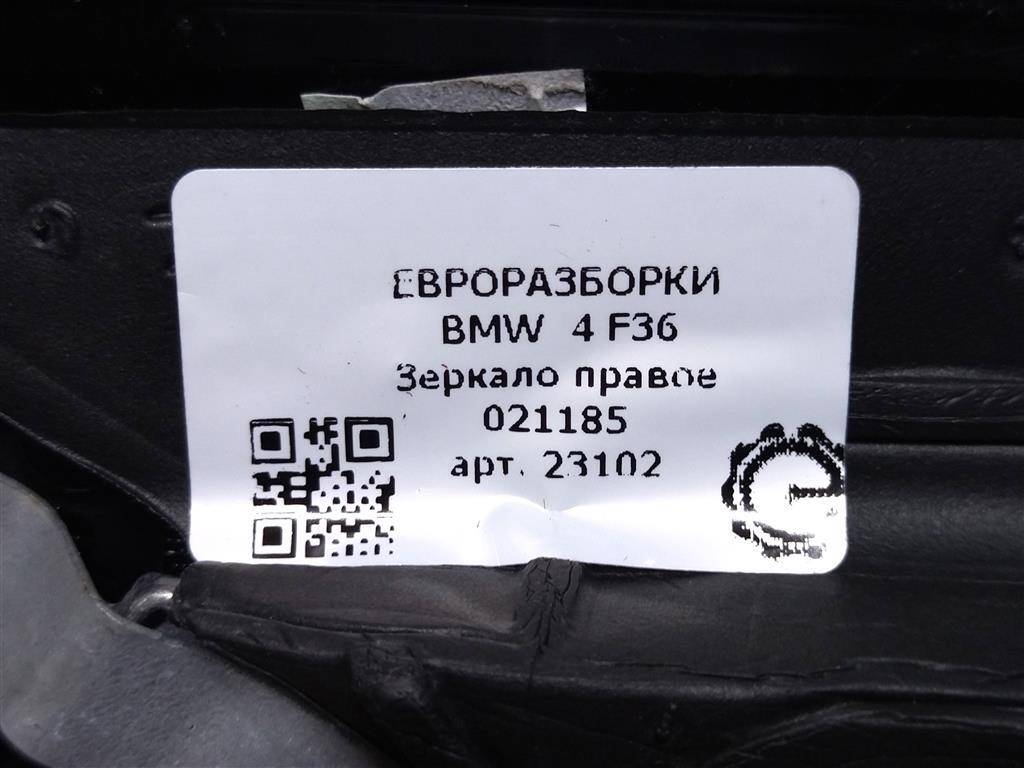 ЕВРОРАЗБОРКИ
BMW 4 F36
Зеркало правое
021185
арт. 23102